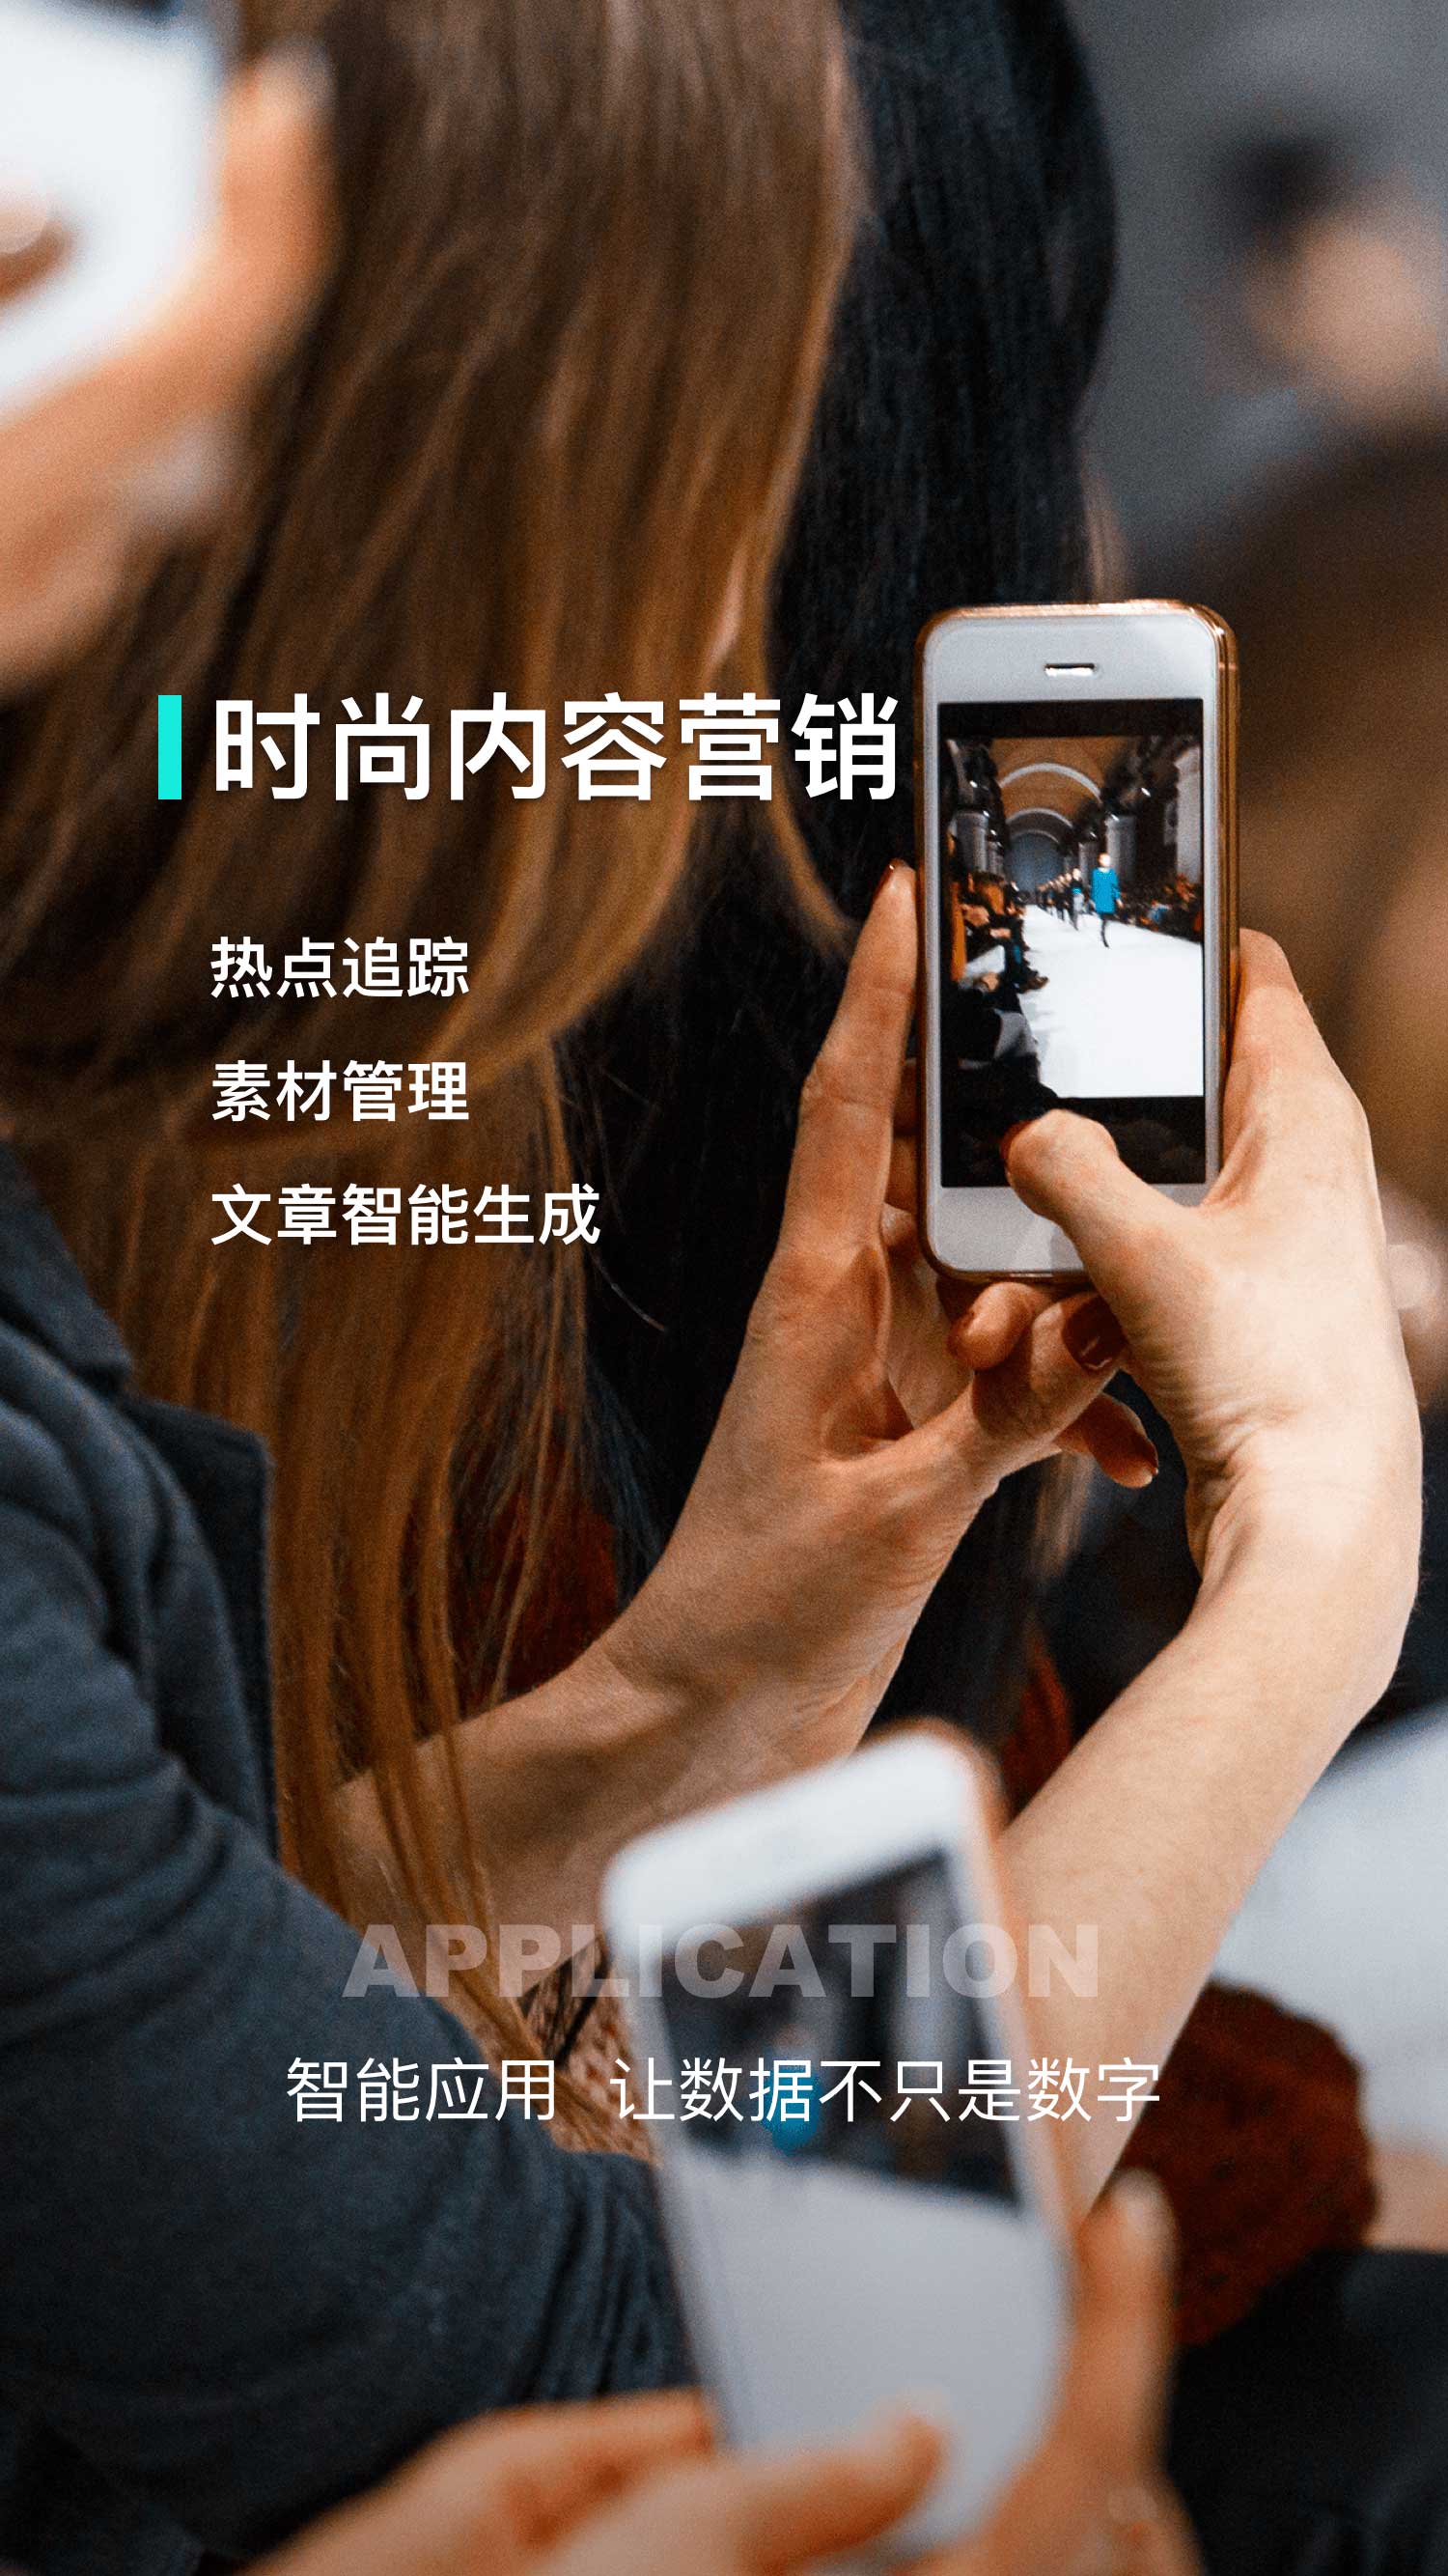 时尚内容营销
热点追踪
素材管理
文章智能生成
APPLICATION
智能应用 让数据不只是数字